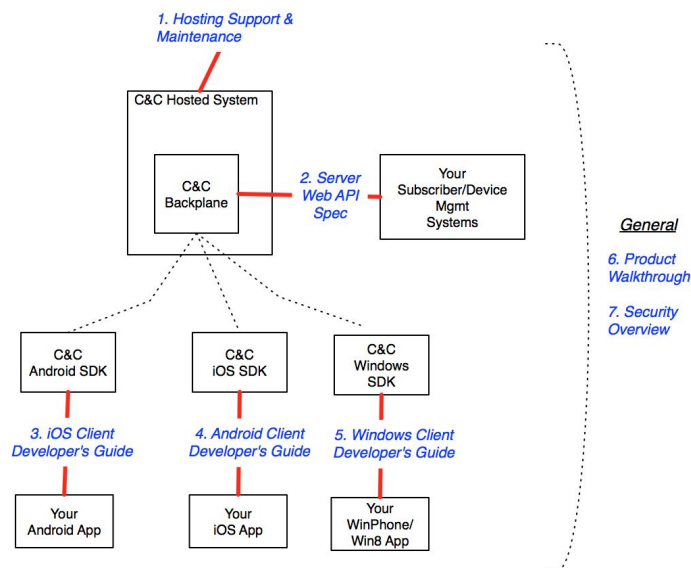 1. Hosting Support &
Maintenance
C&C Hosted System
C&C
Backplane
2. Server
Web API
Spec
Your
Subscriber/Device
Mgmt
Systems
General
6. Product
Walkthrough
7. Security
Overview
C&C
Android SDK
C&C
iOS SDK
C&C
Windows
SDK
3. iOS Client
Developer's Guide
4. Android Client
Developer's Guide
5. Windows Client
Developer's Guide
Your
Android App
Your
iOS App
Your
WinPhone/
Win8 App